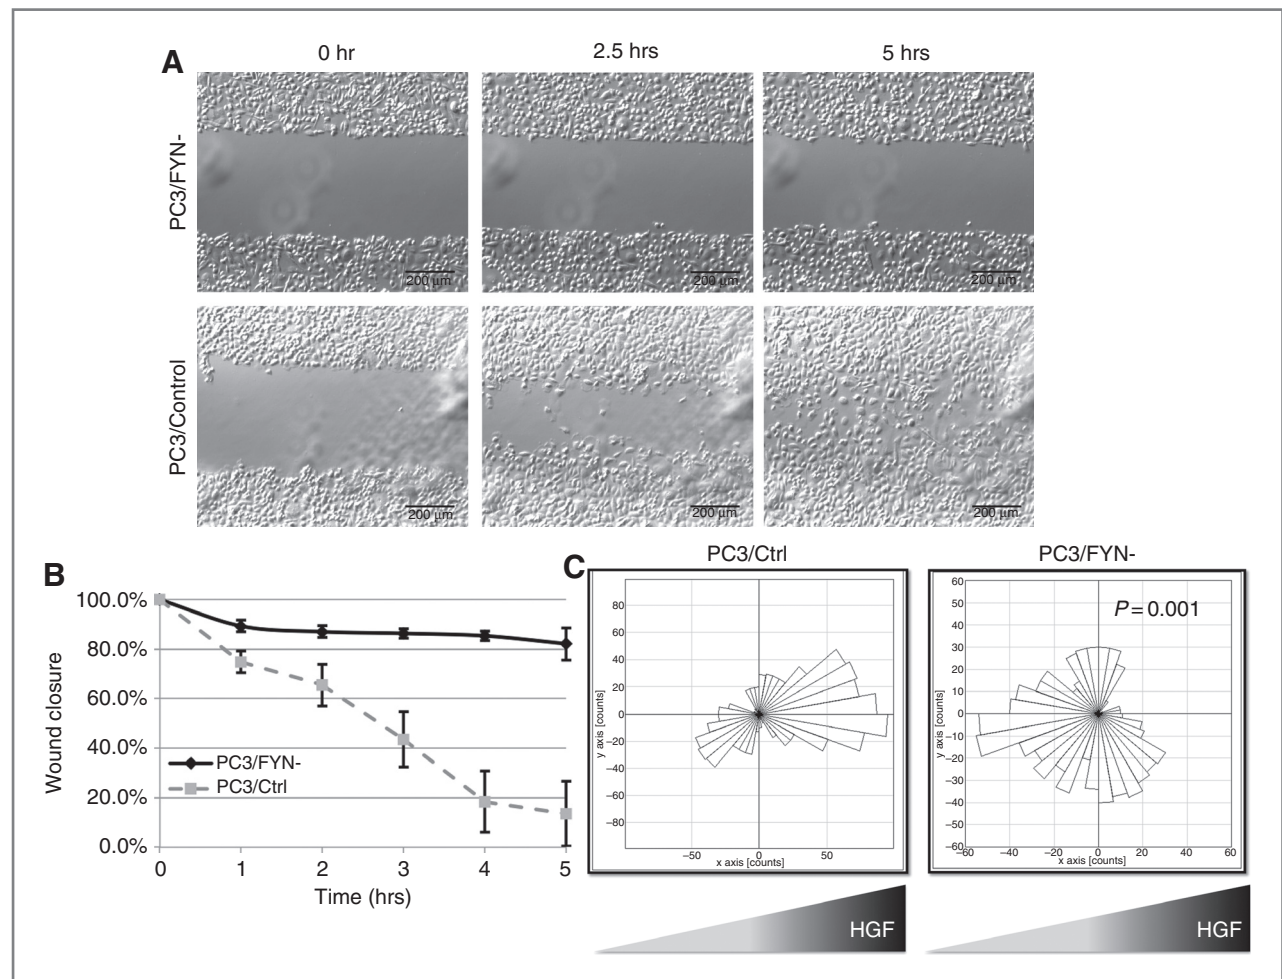 A
0 hr
2.5 hrs
5 hrs
PC3/FYN-
200 μm
200 μm
200 μm
PC3/Control
200 μm
200 μm
200 μm
B
100.0%
80.0%
60.0%
40.0%
20.0%
0.0%
Wound closure
PC3/FYN-
PC3/Ctrl
0 1 2 3 4 5
Time (hrs)
C
PC3/Ctrl
80
60
40
20
0
−20
−40
−60
−80
y axis [counts]
−50 0 50
x axis [counts]
HGF
PC3/FYN-
P = 0.001
60
50
40
30
20
10
0
−10
−20
−30
−40
−50
−60
y axis [counts]
−60 −40 −20 0 20 40 60
x axis [counts]
HGF